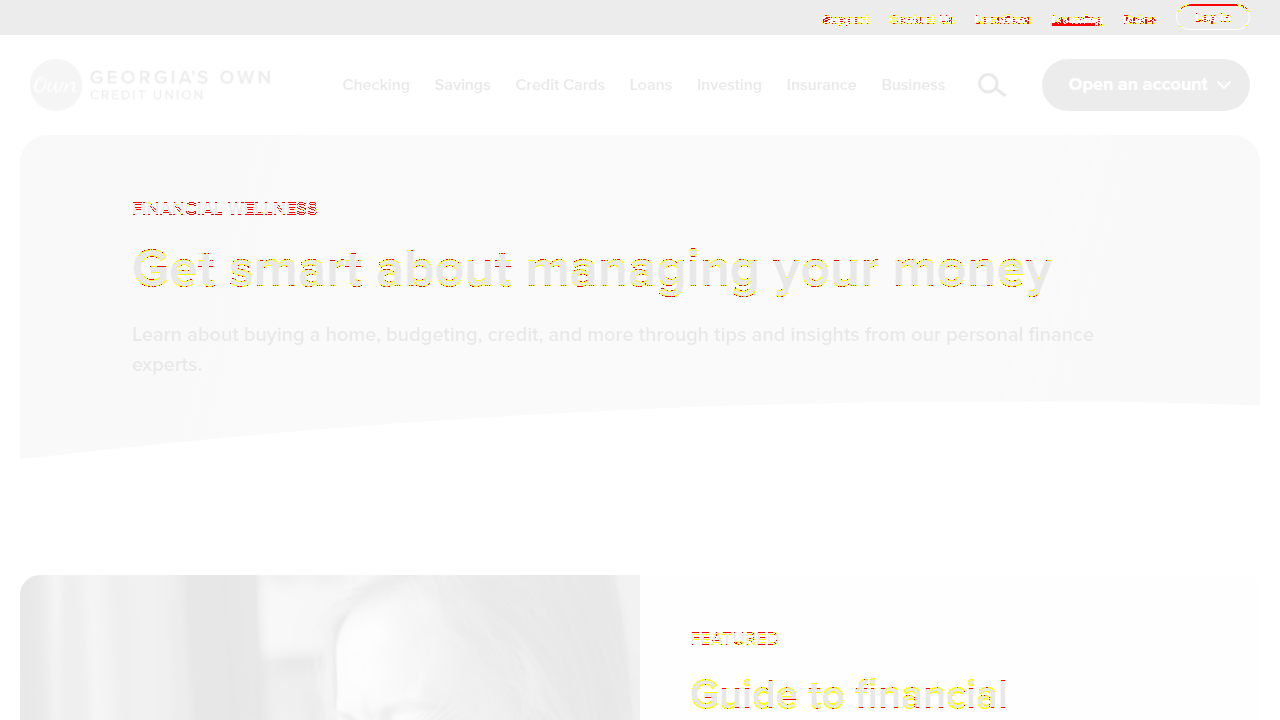 Support Contact Us Locations Learning Rates Log In
Own GEORGIA'S OWN
CREDIT UNION
Checking Savings Credit Cards Loans Investing Insurance Business Open an account
FINANCIAL WELLNESS
Get smart about managing your money
Learn about buying a home, budgeting, credit, and more through tips and insights from our personal finance
experts.
FEATURED
Guide to financial